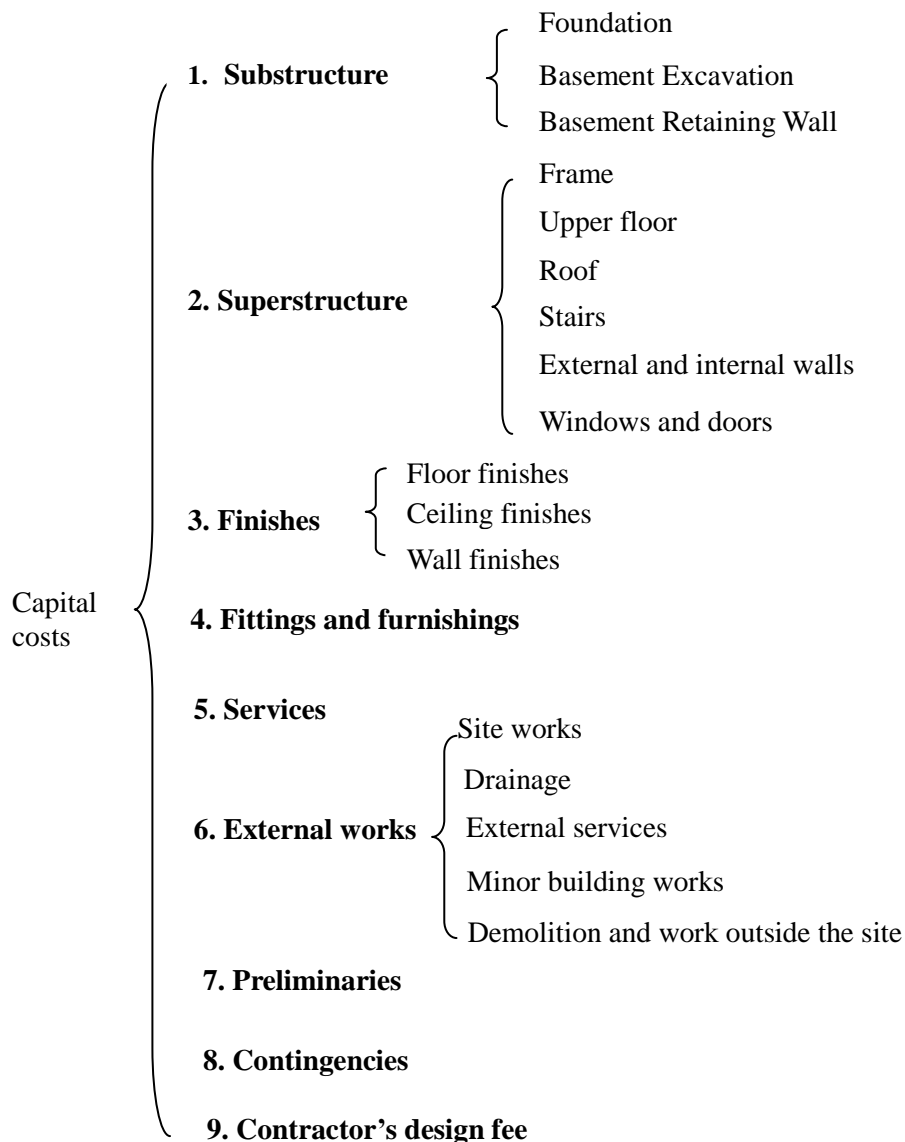 Capital
costs
1. Substructure
Foundation
Basement Excavation
Basement Retaining Wall
2. Superstructure
Frame
Upper floor
Roof
Stairs
External and internal walls
Windows and doors
3. Finishes
Floor finishes
Ceiling finishes
Wall finishes
4. Fittings and furnishings
5. Services
6. External works
Site works
Drainage
External services
Minor building works
Demolition and work outside the site
7. Preliminaries
8. Contingencies
9. Contractor’s design fee